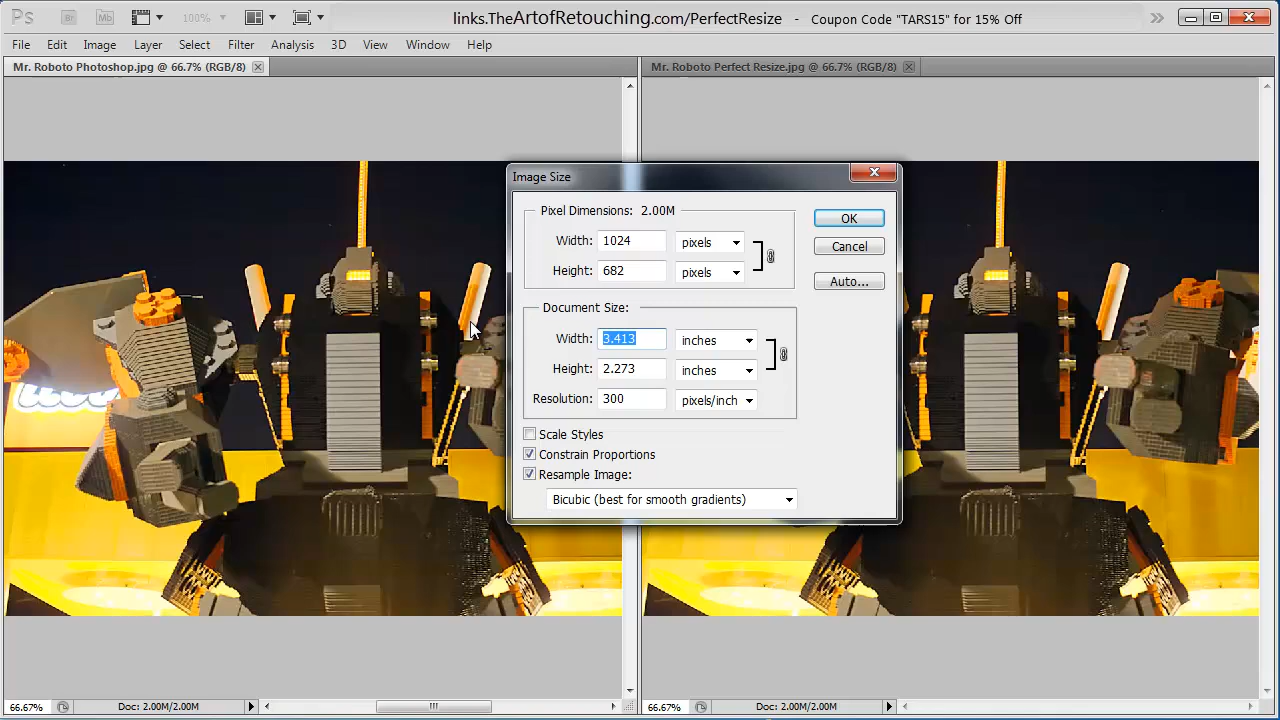 Ps Br Mb 100% links.TheArtofRetouching.com/PerfectResize - Coupon Code "TARS15" for 15% Off
File Edit Image Layer Select Filter Analysis 3D View Window Help
Mr. Roboto Photoshop.jpg @ 66.7% (RGB/8) Mr. Roboto Perfect Resize.jpg @ 66.7% (RGB/8)
Image Size
Pixel Dimensions: 2.00M
OK
Width: 1024 pixels
Cancel
Height: 682 pixels
Auto...
Document Size:
Width: 3.413 inches
Height: 2.273 inches
Resolution: 300 pixels/inch
Scale Styles
Constrain Proportions
Resample Image:
Bicubic (best for smooth gradients)
66.67% Doc: 2.00M/2.00M 66.67% Doc: 2.00M/2.00M